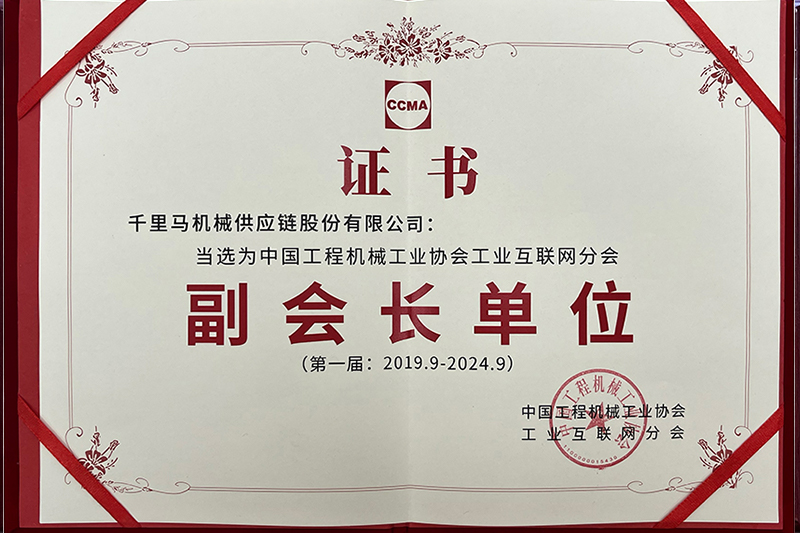 CCMA
证书
千里马机械供应链股份有限公司：
当选为中国工程机械工业协会工业互联网分会
副会长单位
（第一届：2019.9-2024.9）
中国工程机械工业协会
工业互联网分会